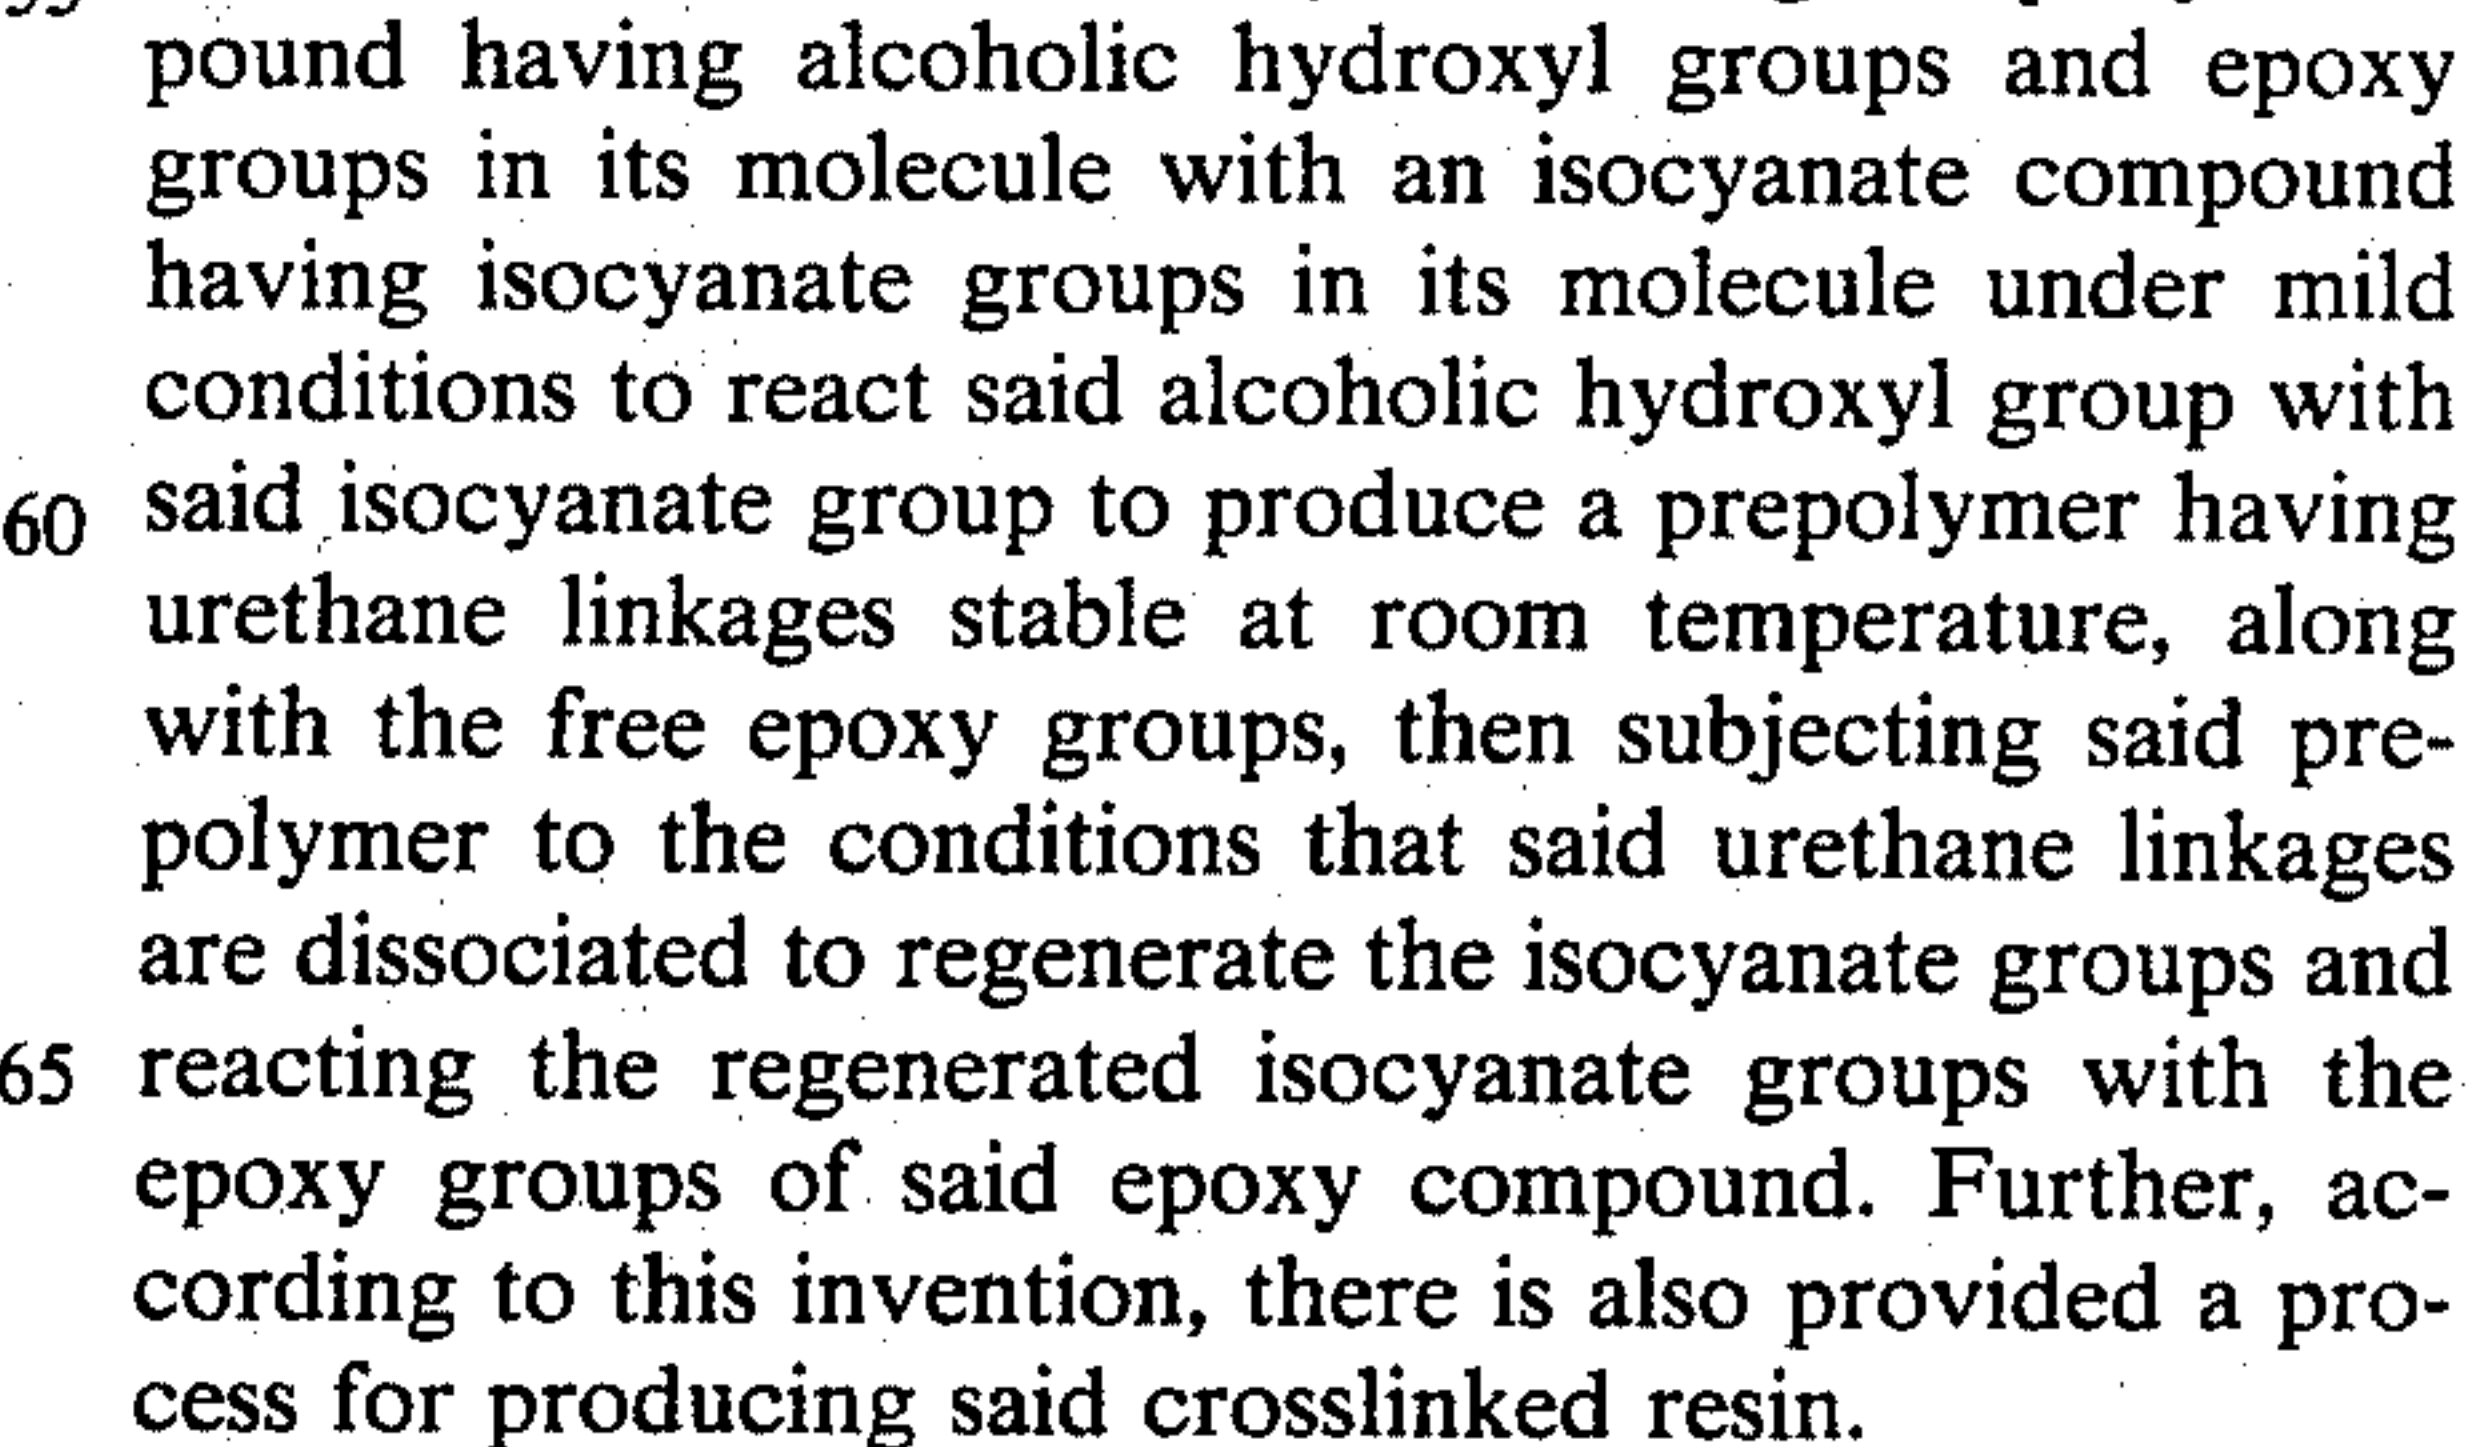 pound having alcoholic hydroxyl groups and epoxy
groups in its molecule with an isocyanate compound
having isocyanate groups in its molecule under mild
conditions to react said alcoholic hydroxyl group with
60 said isocyanate group to produce a prepolymer having
urethane linkages stable at room temperature, along
with the free epoxy groups, then subjecting said pre-
polymer to the conditions that said urethane linkages
are dissociated to regenerate the isocyanate groups and
65 reacting the regenerated isocyanate groups with the
epoxy groups of said epoxy compound. Further, ac-
cording to this invention, there is also provided a pro-
cess for producing said crosslinked resin.